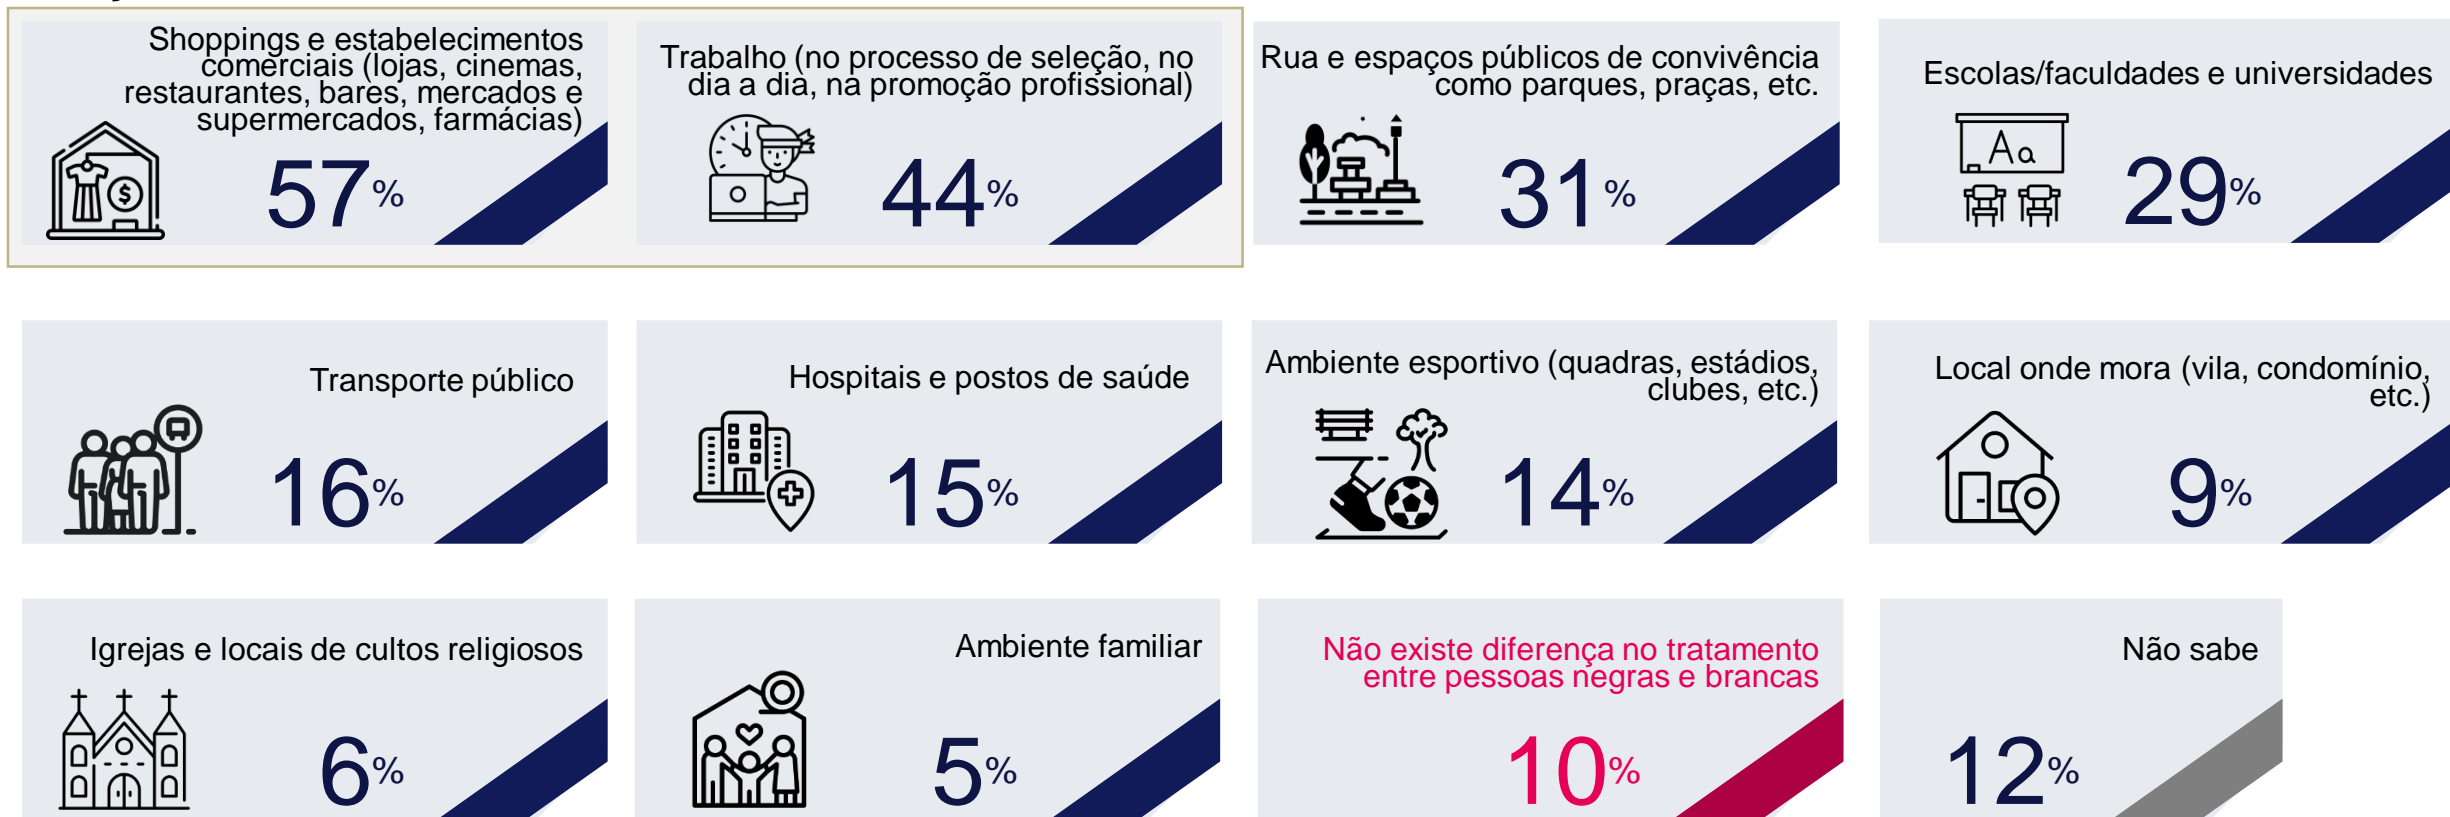 Shoppings e estabelecimentos
comerciais (lojas, cinemas,
restaurantes, bares, mercados e
supermercados, farmácias)
$
57%
Trabalho (no processo de seleção, no
dia a dia, na promoção profissional)
44%
Rua e espaços públicos de convivência
como parques, praças, etc.
31%
Escolas/faculdades e universidades
Aa
29%
Transporte público
16%
Hospitais e postos de saúde
15%
Ambiente esportivo (quadras, estádios,
clubes, etc.)
14%
Local onde mora (vila, condomínio,
etc.)
9%
Igrejas e locais de cultos religiosos
6%
Ambiente familiar
5%
Não existe diferença no tratamento
entre pessoas negras e brancas
10%
Não sabe
12%